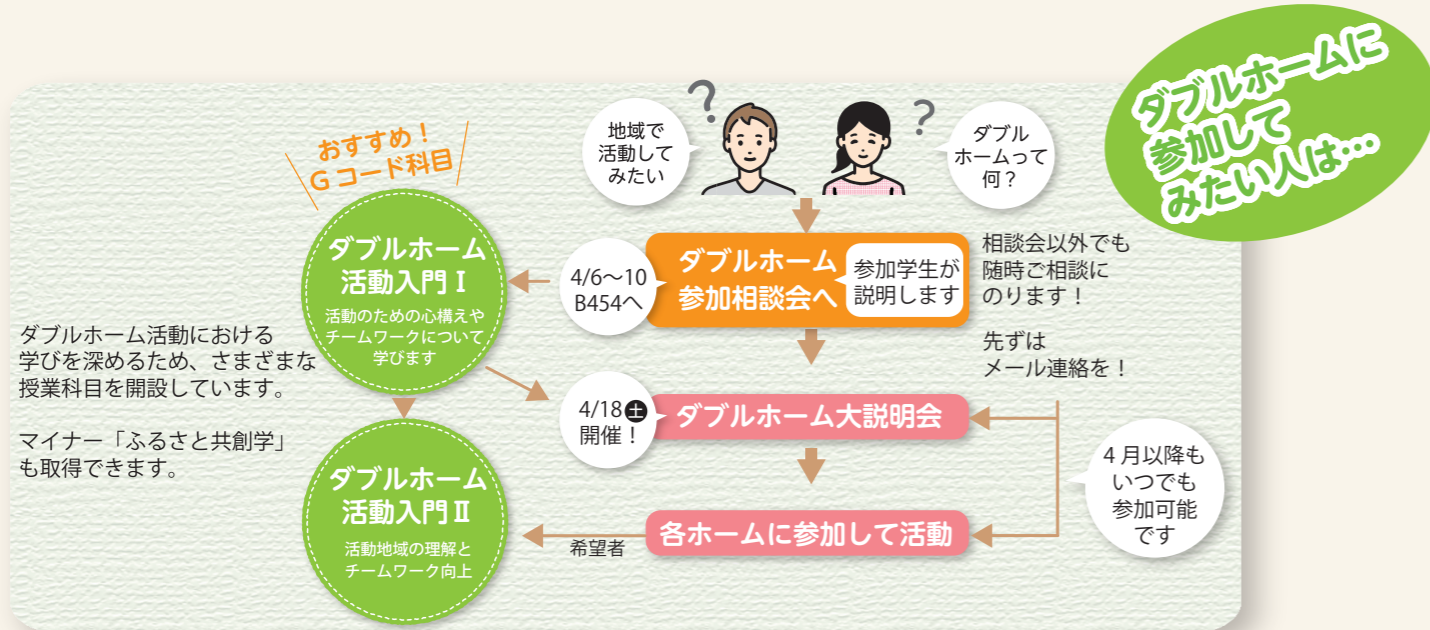 ダブルホームに
参加して
みたい人は…
地域で
活動して
みたい
?
?
ダブル
ホームって
何?
おすすめ!
Gコード科目
ダブルホーム
活動入門Ⅰ
活動のための心構えや
チームワークについて
学びます
4/6〜10
B454へ
ダブルホーム
参加相談会へ
参加学生が
説明します
相談会以外でも
随時ご相談に
のります!
先ずは
メール連絡を!
ダブルホーム活動における
学びを深めるため、さまざまな
授業科目を開設しています。
マイナー「ふるさと共創学」
も取得できます。
4/18土
開催!
ダブルホーム大説明会
4月以降も
いつでも
参加可能
です
ダブルホーム
活動入門Ⅱ
活動地域の理解と
チームワーク向上
希望者
各ホームに参加して活動